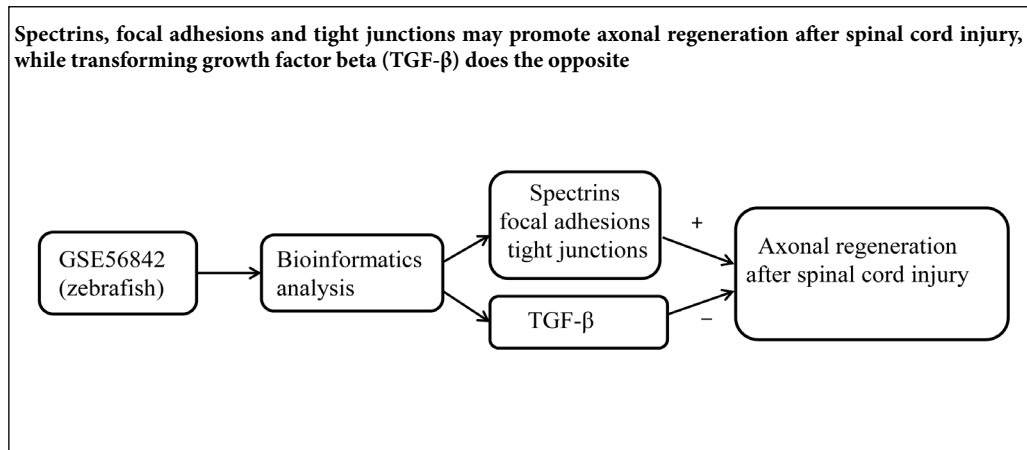 Spectrins, focal adhesions and tight junctions may promote axonal regeneration after spinal cord injury,
while transforming growth factor beta (TGF-β) does the opposite
GSE56842
(zebrafish)
Bioinformatics
analysis
Spectrins
focal adhesions
tight junctions
TGF-β
+
−
Axonal regeneration
after spinal cord injury